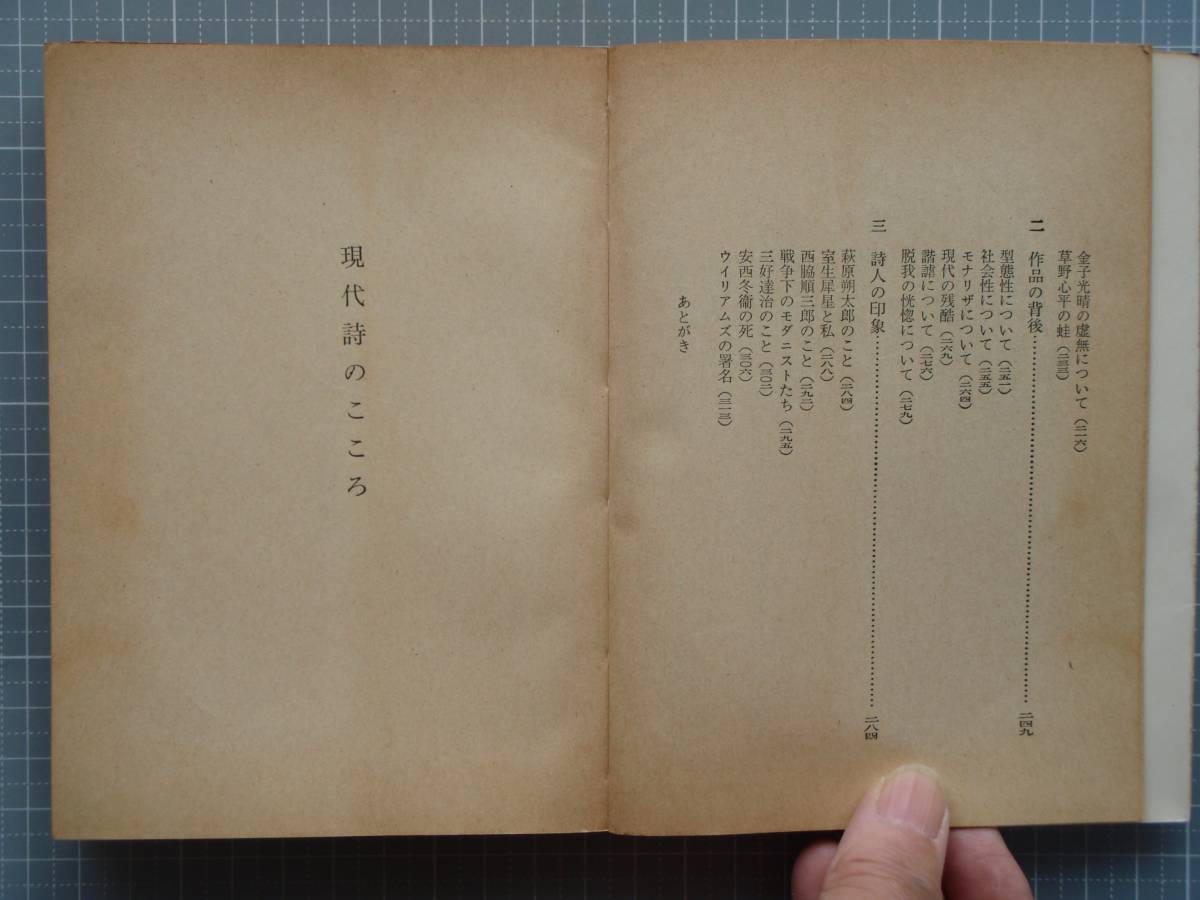 金子光晴の虚無について（二一六）
草野心平の蛙（二三三）
二　作品の背後……………………二四九
型態性について（二五一）
社会性について（二五五）
モナリザについて（二六四）
現代の残酷（二六九）
諧謔について（二七六）
脱我の恍惚について（二七九）
三　詩人の印象……………………二八四
萩原朔太郎のこと（二八四）
室生犀星と私（二八八）
西脇順三郎のこと（二九二）
戦争下のモダニストたち（二九五）
三好達治のこと（三〇二）
安西冬衛の死（三〇六）
ウイリアムズの署名（三一三）
あとがき
現代詩のこころ